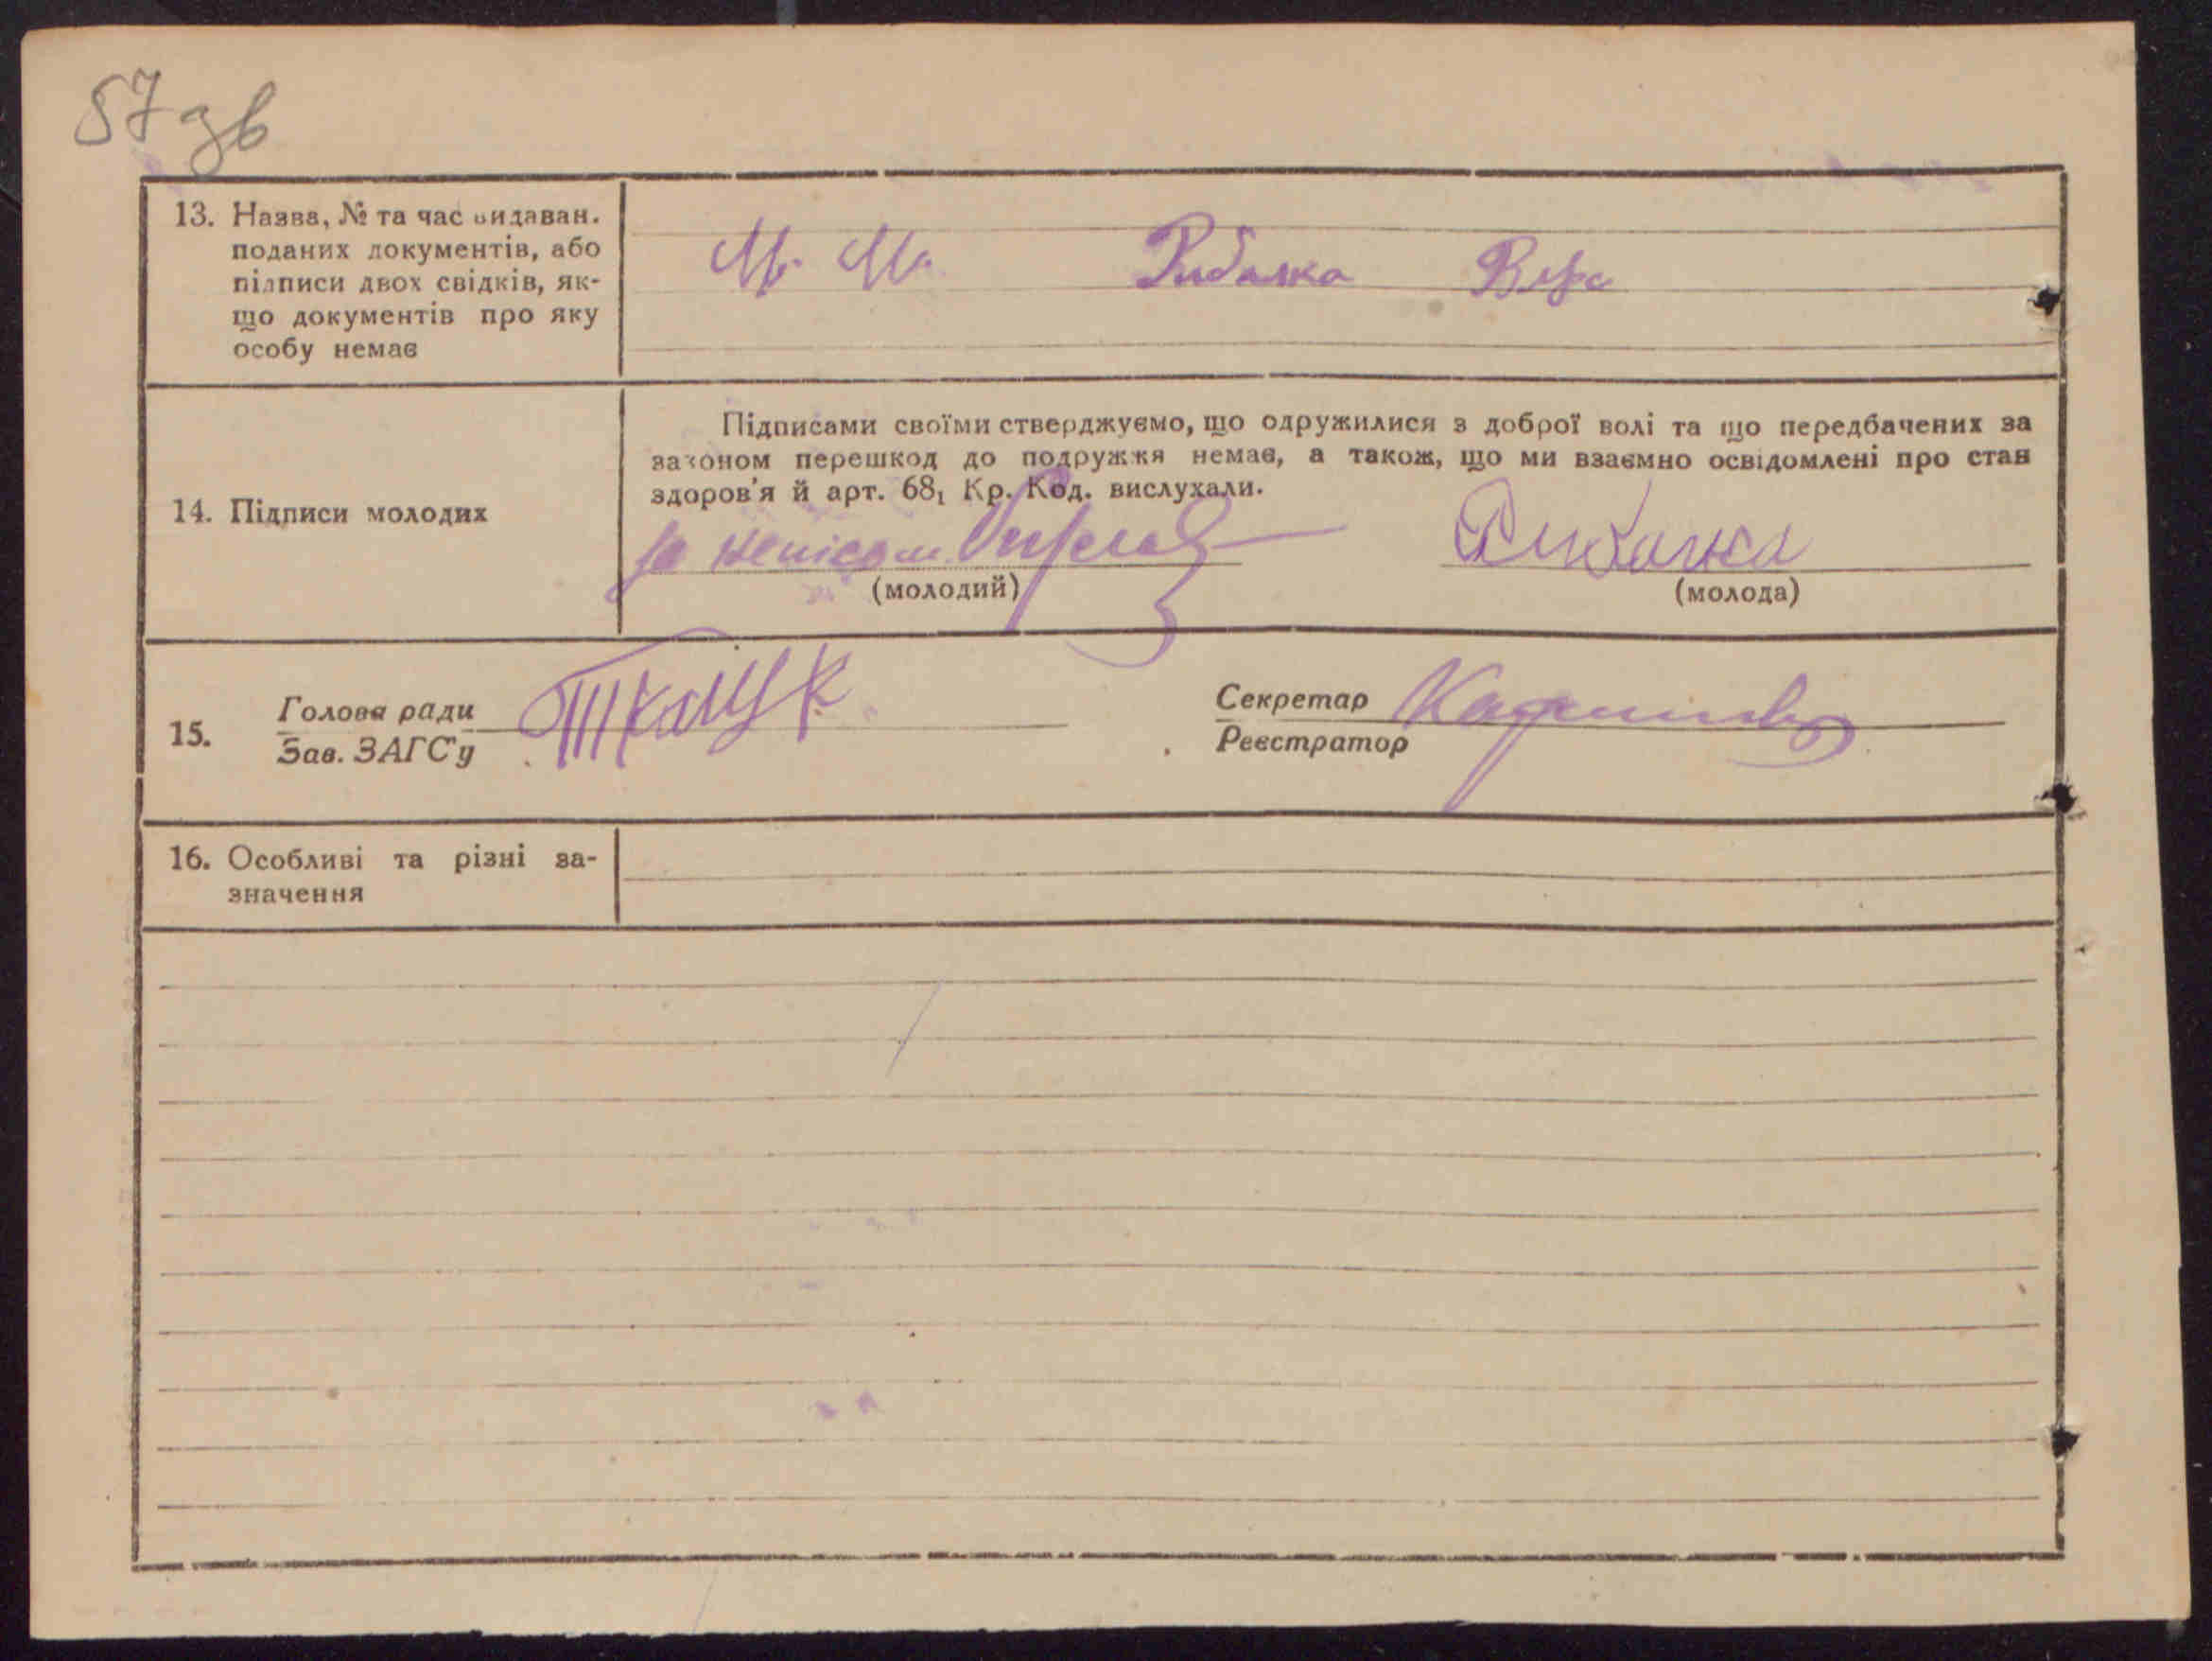 57 зв
13. Назва, № та час видаван.
поданих документів, або
підписи двох свідків, як-
що документів про яку
особу немає
М. М. Рибалка Вера
Підписами своїми стверджуємо, що одружилися з доброї волі та що передбачених за
законом перешкод до подружжя немає, а також, що ми взаємно освідомлені про стан
здоров'я й арт. 68₁ Кр. Код. вислухали.
14. Підписи молодих
за неписом
Рибалка
(молодий) (молода)
15.
Голова ради Ткачук Секретар
Зав. ЗАГС'у Реєстратор
16. Особливі та різні за-
значення